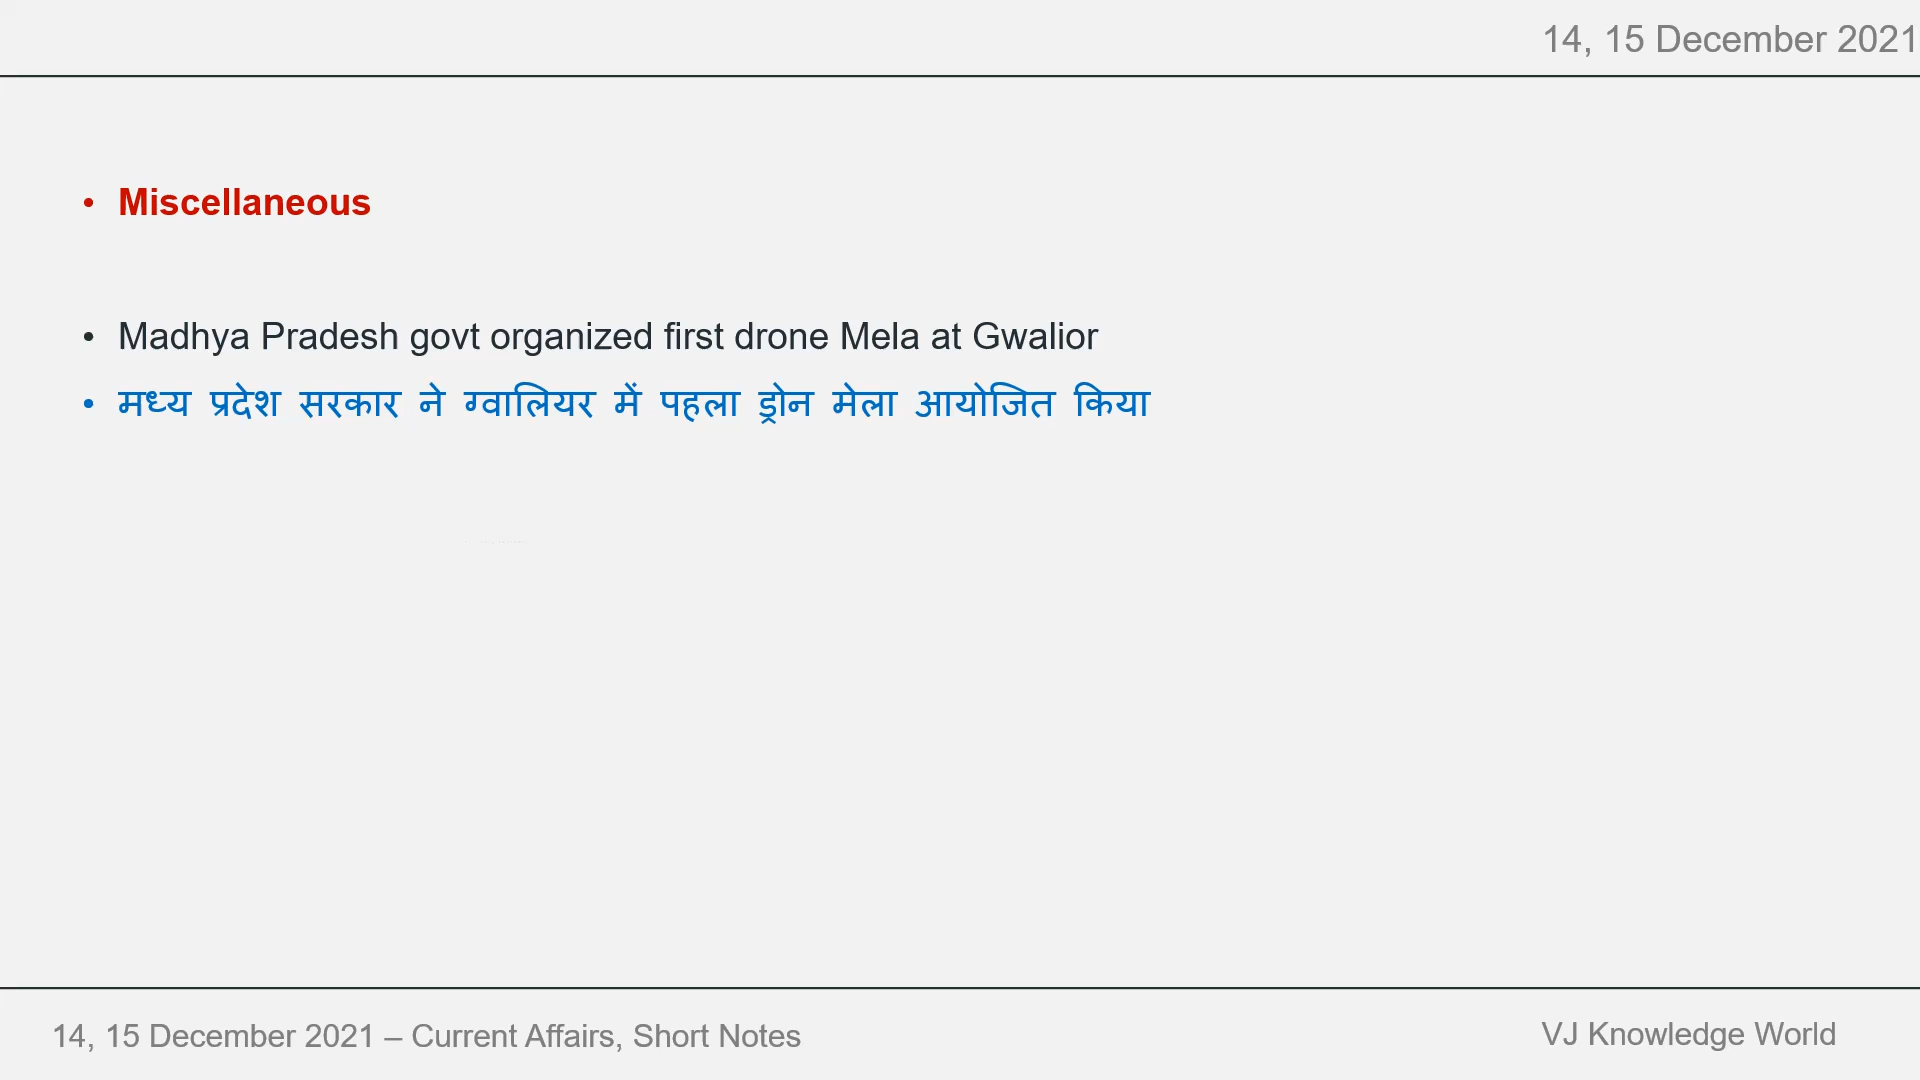 14, 15 December 2021
• Miscellaneous
• Madhya Pradesh govt organized first drone Mela at Gwalior
• मध्य प्रदेश सरकार ने ग्वालियर में पहला ड्रोन मेला आयोजित किया
14, 15 December 2021 – Current Affairs, Short Notes
VJ Knowledge World